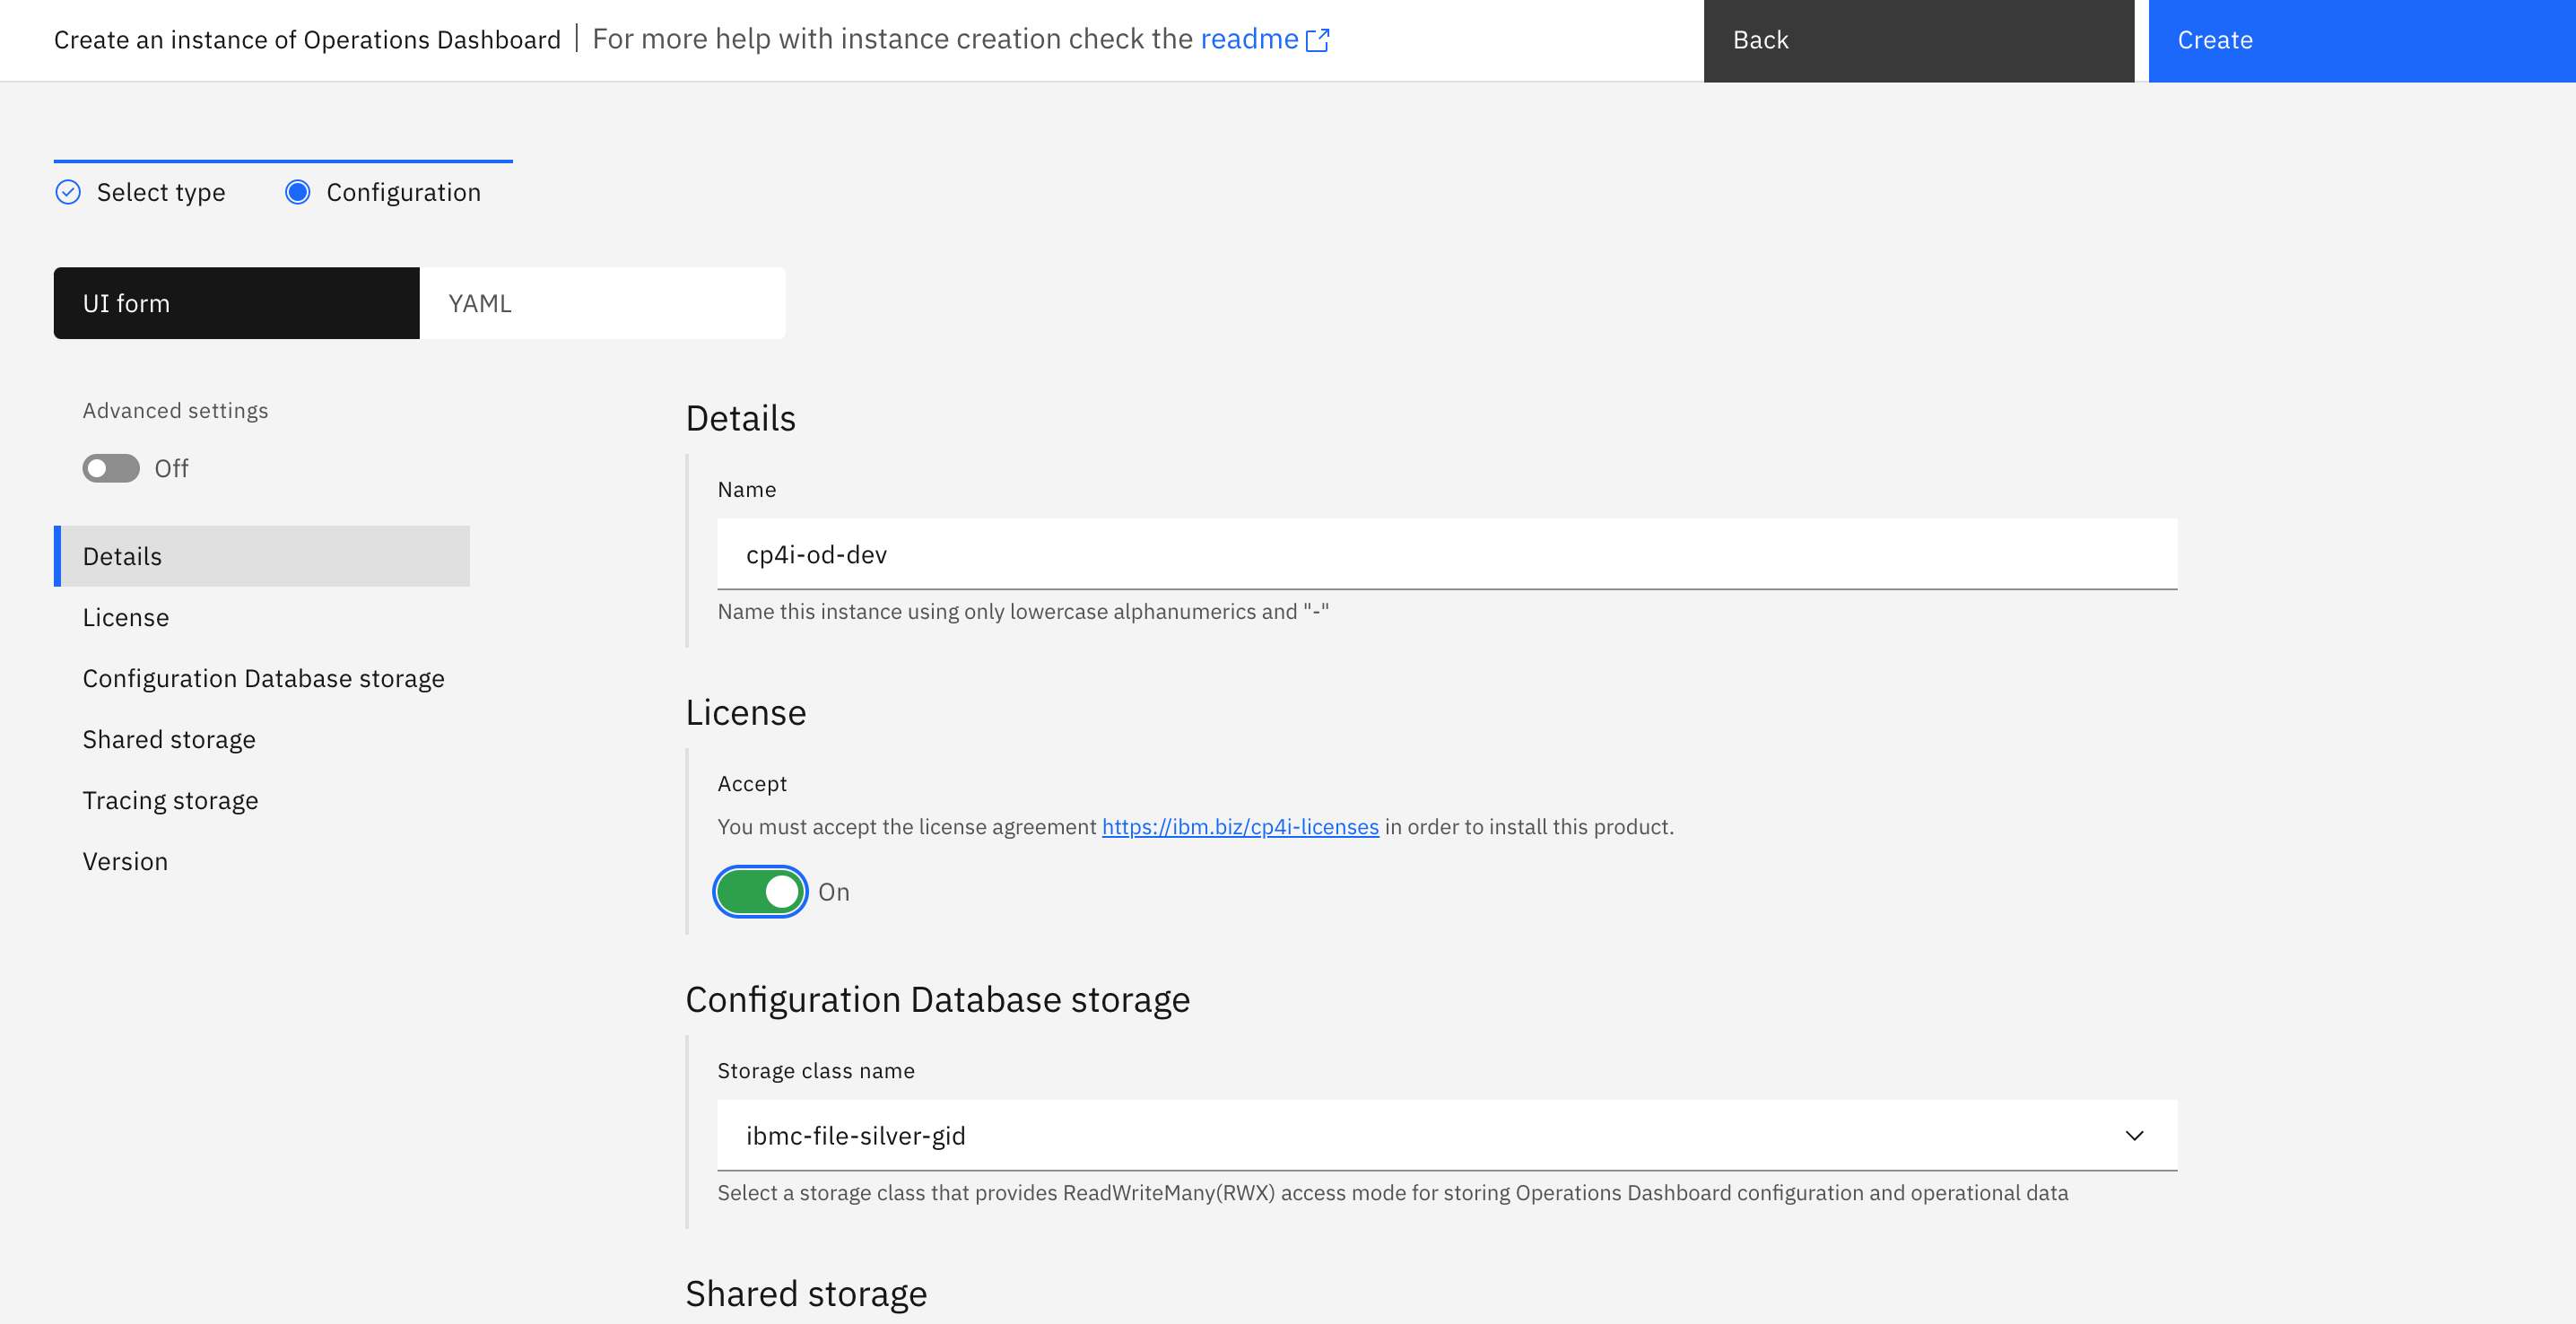 Create an instance of Operations Dashboard | For more help with instance creation check the readme
Back
Create
Select type
Configuration
UI form
YAML
Advanced settings
Off
Details
License
Configuration Database storage
Shared storage
Tracing storage
Version
Details
Name
cp4i-od-dev
Name this instance using only lowercase alphanumerics and "-"
License
Accept
You must accept the license agreement https://ibm.biz/cp4i-licenses in order to install this product.
On
Configuration Database storage
Storage class name
ibmc-file-silver-gid
Select a storage class that provides ReadWriteMany(RWX) access mode for storing Operations Dashboard configuration and operational data
Shared storage